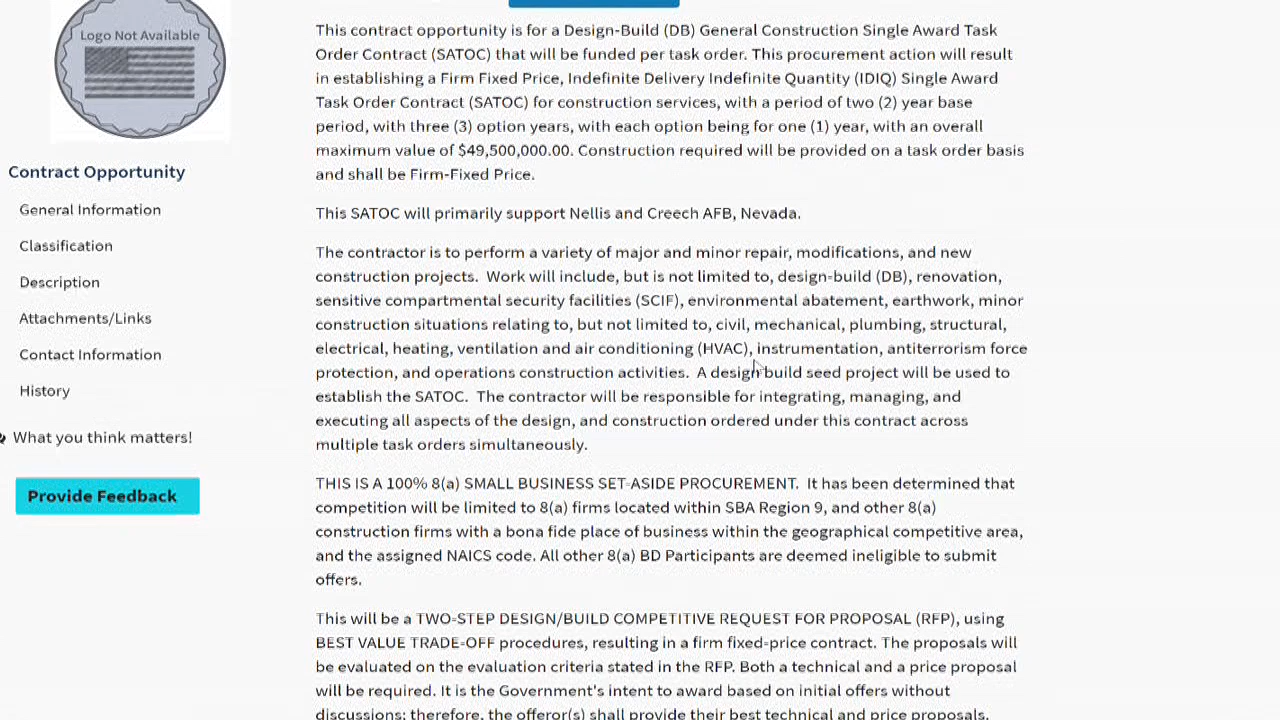 Logo Not Available
Contract Opportunity
General Information
Classification
Description
Attachments/Links
Contact Information
History
What you think matters!
Provide Feedback
This contract opportunity is for a Design-Build (DB) General Construction Single Award Task
Order Contract (SATOC) that will be funded per task order. This procurement action will result
in establishing a Firm Fixed Price, Indefinite Delivery Indefinite Quantity (IDIQ) Single Award
Task Order Contract (SATOC) for construction services, with a period of two (2) year base
period, with three (3) option years, with each option being for one (1) year, with an overall
maximum value of $49,500,000.00. Construction required will be provided on a task order basis
and shall be Firm-Fixed Price.
This SATOC will primarily support Nellis and Creech AFB, Nevada.
The contractor is to perform a variety of major and minor repair, modifications, and new
construction projects.  Work will include, but is not limited to, design-build (DB), renovation,
sensitive compartmental security facilities (SCIF), environmental abatement, earthwork, minor
construction situations relating to, but not limited to, civil, mechanical, plumbing, structural,
electrical, heating, ventilation and air conditioning (HVAC), instrumentation, antiterrorism force
protection, and operations construction activities.  A design build seed project will be used to
establish the SATOC.  The contractor will be responsible for integrating, managing, and
executing all aspects of the design, and construction ordered under this contract across
multiple task orders simultaneously.
THIS IS A 100% 8(a) SMALL BUSINESS SET-ASIDE PROCUREMENT.  It has been determined that
competition will be limited to 8(a) firms located within SBA Region 9, and other 8(a)
construction firms with a bona fide place of business within the geographical competitive area,
and the assigned NAICS code. All other 8(a) BD Participants are deemed ineligible to submit
offers.
This will be a TWO-STEP DESIGN/BUILD COMPETITIVE REQUEST FOR PROPOSAL (RFP), using
BEST VALUE TRADE-OFF procedures, resulting in a firm fixed-price contract. The proposals will
be evaluated on the evaluation criteria stated in the RFP. Both a technical and a price proposal
will be required. It is the Government's intent to award based on initial offers without
discussions; therefore, the offeror(s) shall provide their best technical and price proposals.